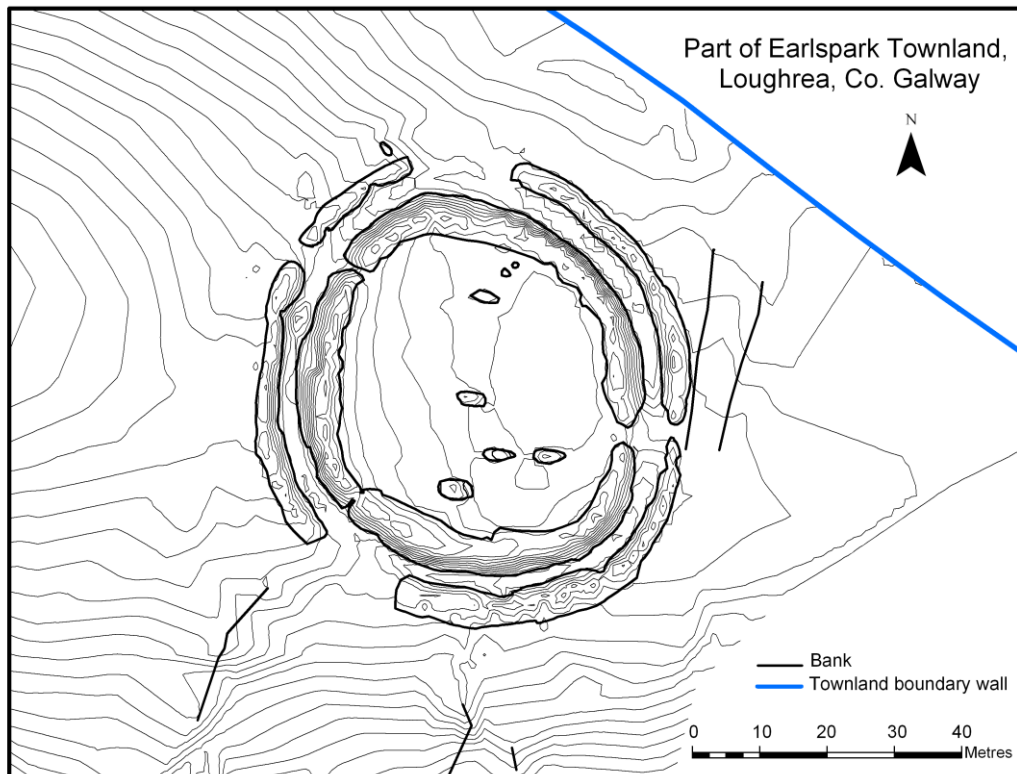 Part of Earlspark Townland,
Loughrea, Co. Galway
N
Bank
Townland boundary wall
0 10 20 30 40
Metres